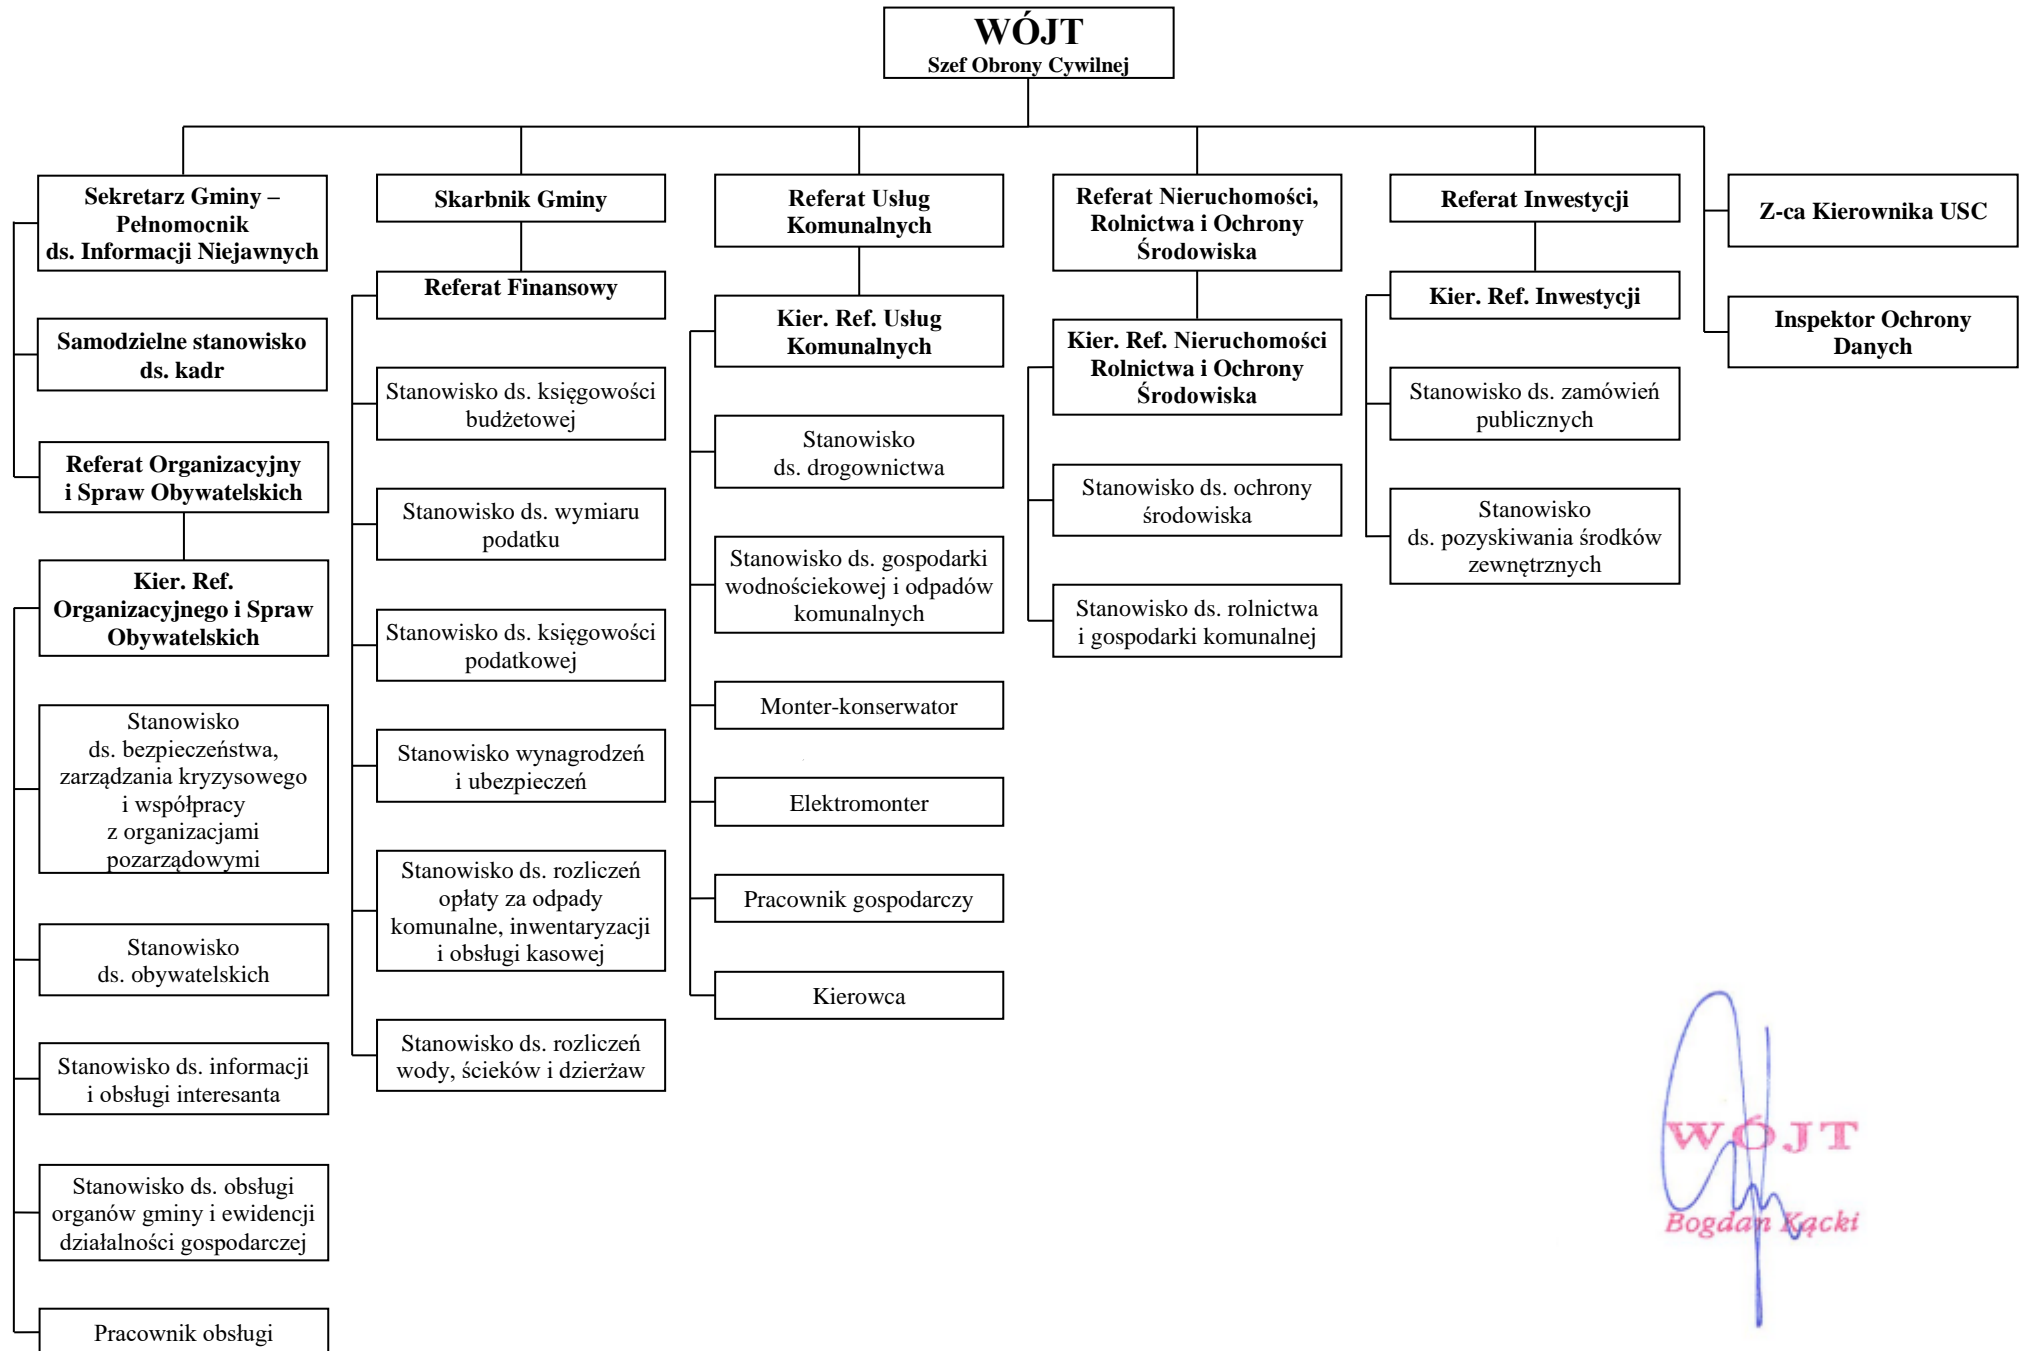 WÓJT
Szef Obrony Cywilnej
Sekretarz Gminy –
Pełnomocnik
ds. Informacji Niejawnych
Samodzielne stanowisko
ds. kadr
Referat Organizacyjny
i Spraw Obywatelskich
Kier. Ref.
Organizacyjnego i Spraw
Obywatelskich
Stanowisko
ds. bezpieczeństwa,
zarządzania kryzysowego
i współpracy
z organizacjami
pozarządowymi
Stanowisko
ds. obywatelskich
Stanowisko ds. informacji
i obsługi interesanta
Stanowisko ds. obsługi
organów gminy i ewidencji
działalności gospodarczej
Pracownik obsługi
Skarbnik Gminy
Referat Finansowy
Stanowisko ds. księgowości
budżetowej
Stanowisko ds. wymiaru
podatku
Stanowisko ds. księgowości
podatkowej
Stanowisko wynagrodzeń
i ubezpieczeń
Stanowisko ds. rozliczeń
opłaty za odpady
komunalne, inwentaryzacji
i obsługi kasowej
Stanowisko ds. rozliczeń
wody, ścieków i dzierżaw
Referat Usług
Komunalnych
Kier. Ref. Usług
Komunalnych
Stanowisko
ds. drogownictwa
Stanowisko ds. gospodarki
wodnościekowej i odpadów
komunalnych
Monter-konserwator
Elektromonter
Pracownik gospodarczy
Kierowca
Referat Nieruchomości,
Rolnictwa i Ochrony
Środowiska
Kier. Ref. Nieruchomości
Rolnictwa i Ochrony
Środowiska
Stanowisko ds. ochrony
środowiska
Stanowisko ds. rolnictwa
i gospodarki komunalnej
Referat Inwestycji
Kier. Ref. Inwestycji
Stanowisko ds. zamówień
publicznych
Stanowisko
ds. pozyskiwania środków
zewnętrznych
Z-ca Kierownika USC
Inspektor Ochrony
Danych
WÓJT
Bogdan Kącki